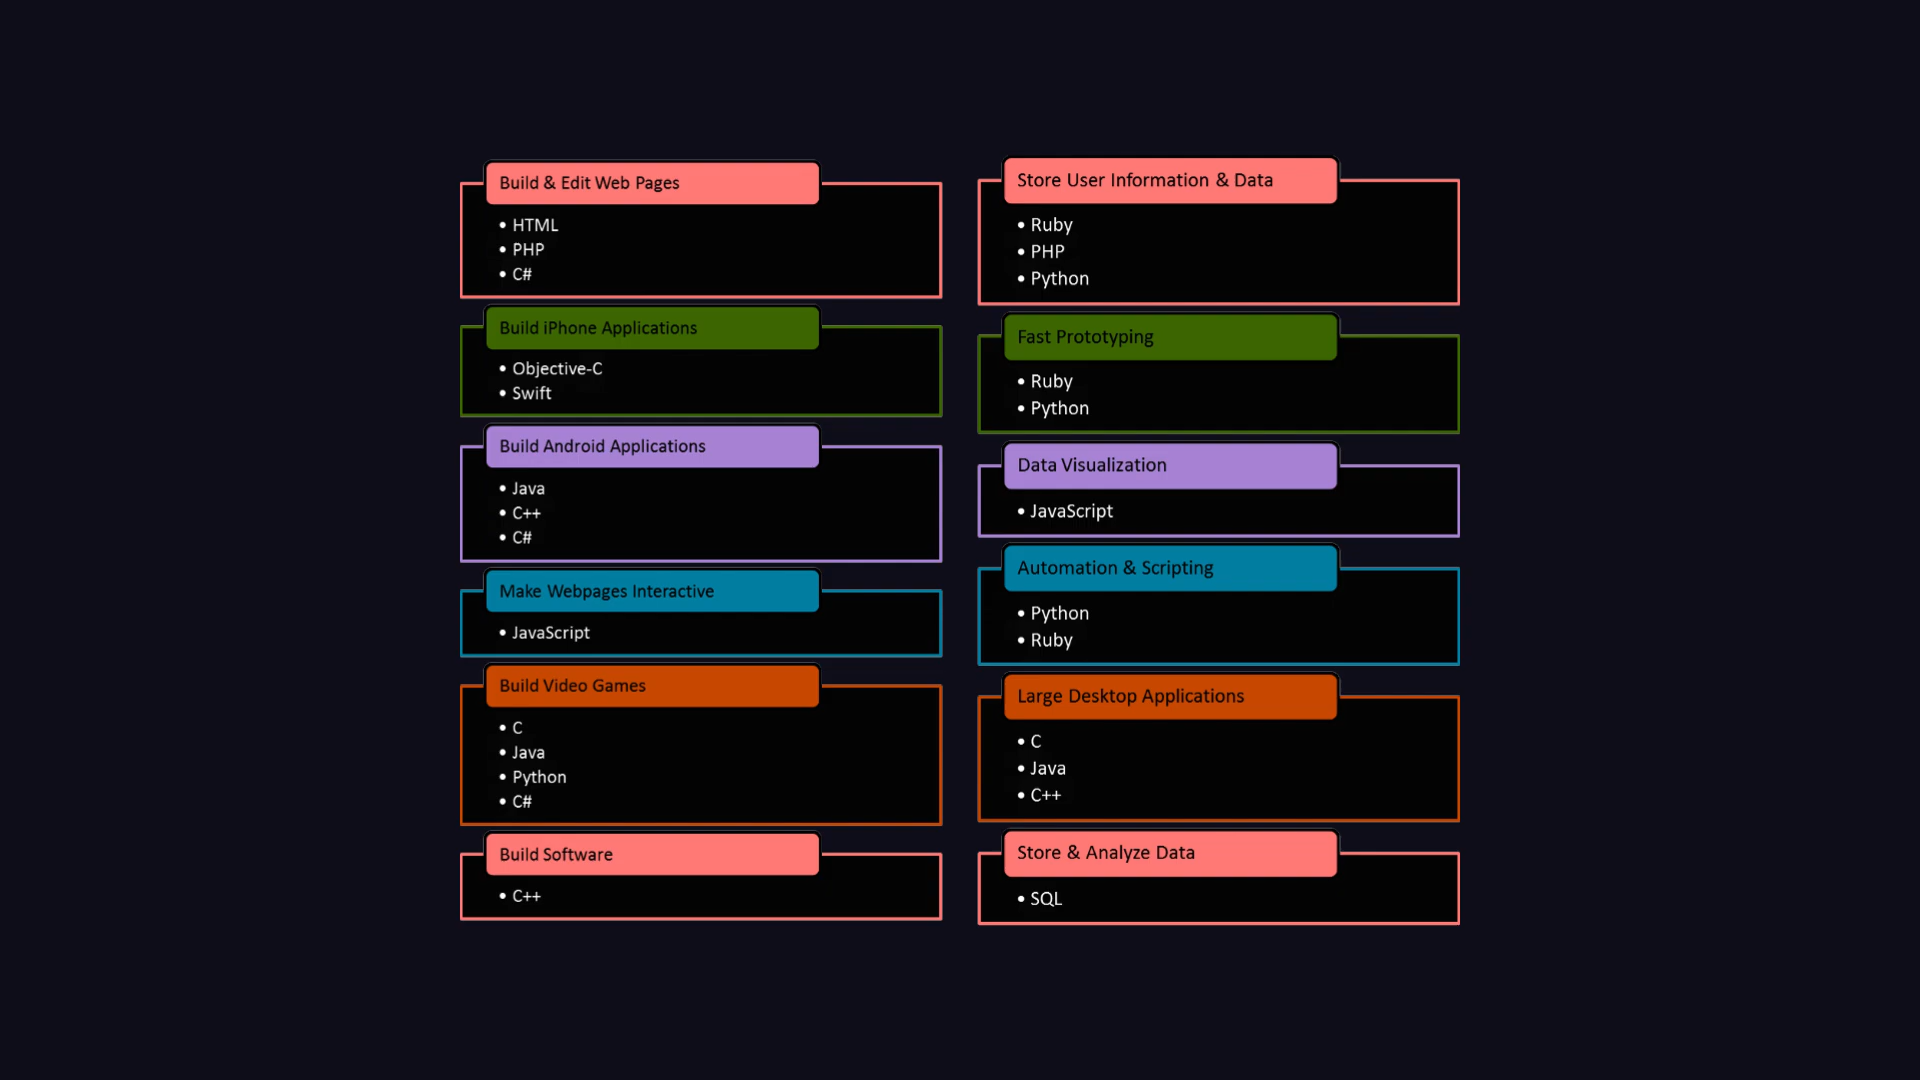 Build & Edit Web Pages
• HTML
• PHP
• C#
Build iPhone Applications
• Objective-C
• Swift
Build Android Applications
• Java
• C++
• C#
Make Webpages Interactive
• JavaScript
Build Video Games
• C
• Java
• Python
• C#
Build Software
• C++
Store User Information & Data
• Ruby
• PHP
• Python
Fast Prototyping
• Ruby
• Python
Data Visualization
• JavaScript
Automation & Scripting
• Python
• Ruby
Large Desktop Applications
• C
• Java
• C++
Store & Analyze Data
• SQL